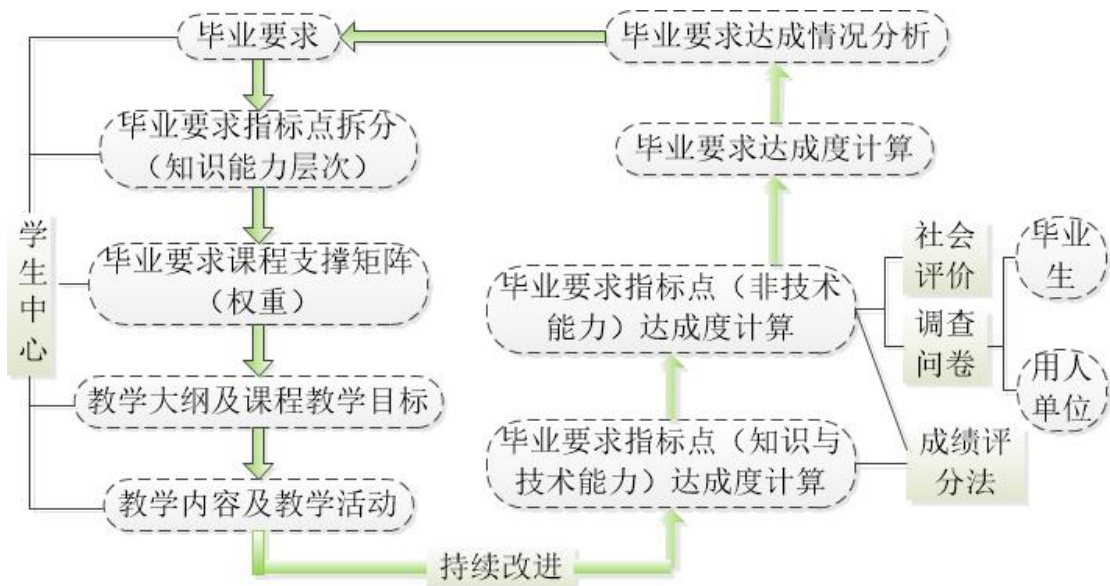 毕业要求
毕业要求达成情况分析
毕业要求指标点拆分
（知识能力层次）
毕业要求达成度计算
学
生
中
心
毕业要求课程支撑矩阵
（权重）
毕业要求指标点（非技术
能力）达成度计算
社会
评价
毕业
生
调查
问卷
用人
单位
教学大纲及课程教学目标
毕业要求指标点（知识与
技术能力）达成度计算
成绩评
分法
教学内容及教学活动
持续改进